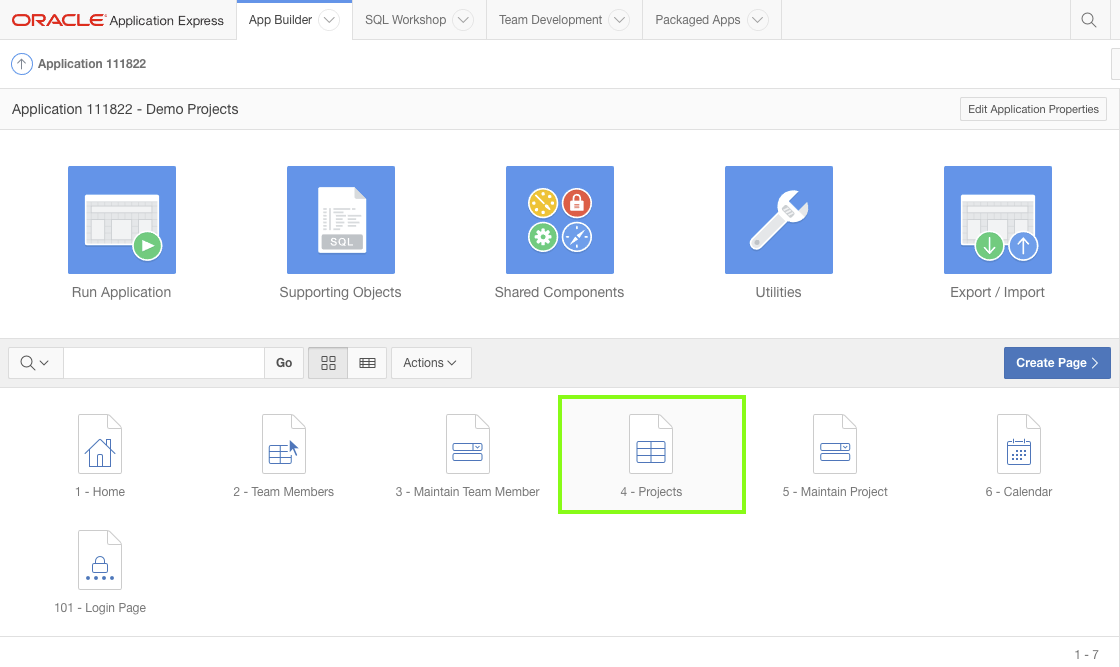 ORACLE Application Express App Builder SQL Workshop Team Development Packaged Apps
Application 111822
Application 111822 - Demo Projects Edit Application Properties
SQL
Run Application Supporting Objects Shared Components Utilities Export / Import
Go Actions Create Page
1 - Home 2 - Team Members 3 - Maintain Team Member 4 - Projects 5 - Maintain Project 6 - Calendar
101 - Login Page
1 - 7